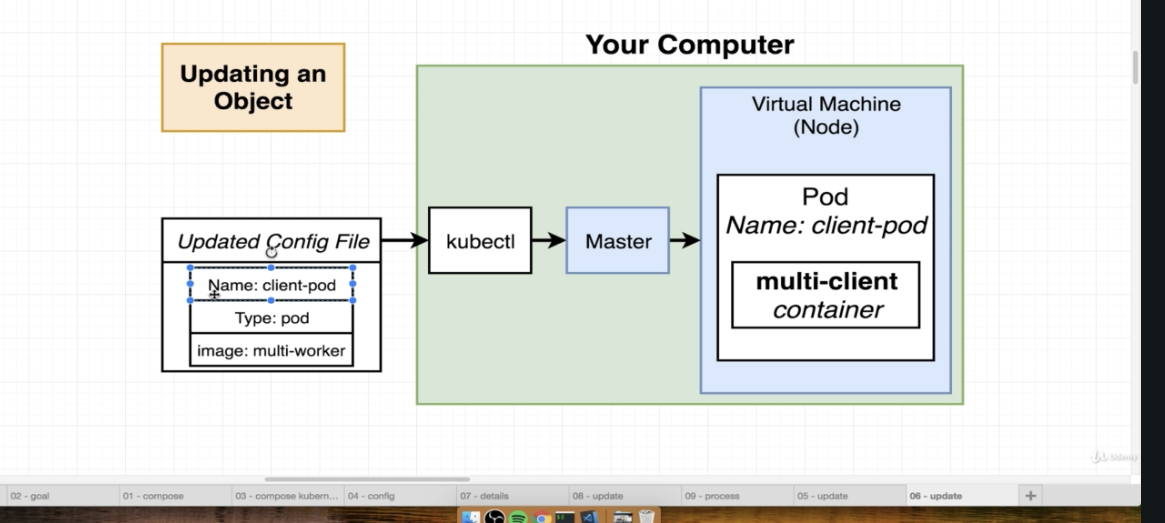 Your Computer
Updating an
Object
Virtual Machine
(Node)
Pod
Name: client-pod
multi-client
container
Updated Config File
kubectl
Master
Name: client-pod
Type: pod
image: multi-worker
Udemy
02 - goal
01 - compose
03 - compose kubern...
04 - config
07 - details
08 - update
09 - process
05 - update
06 - update